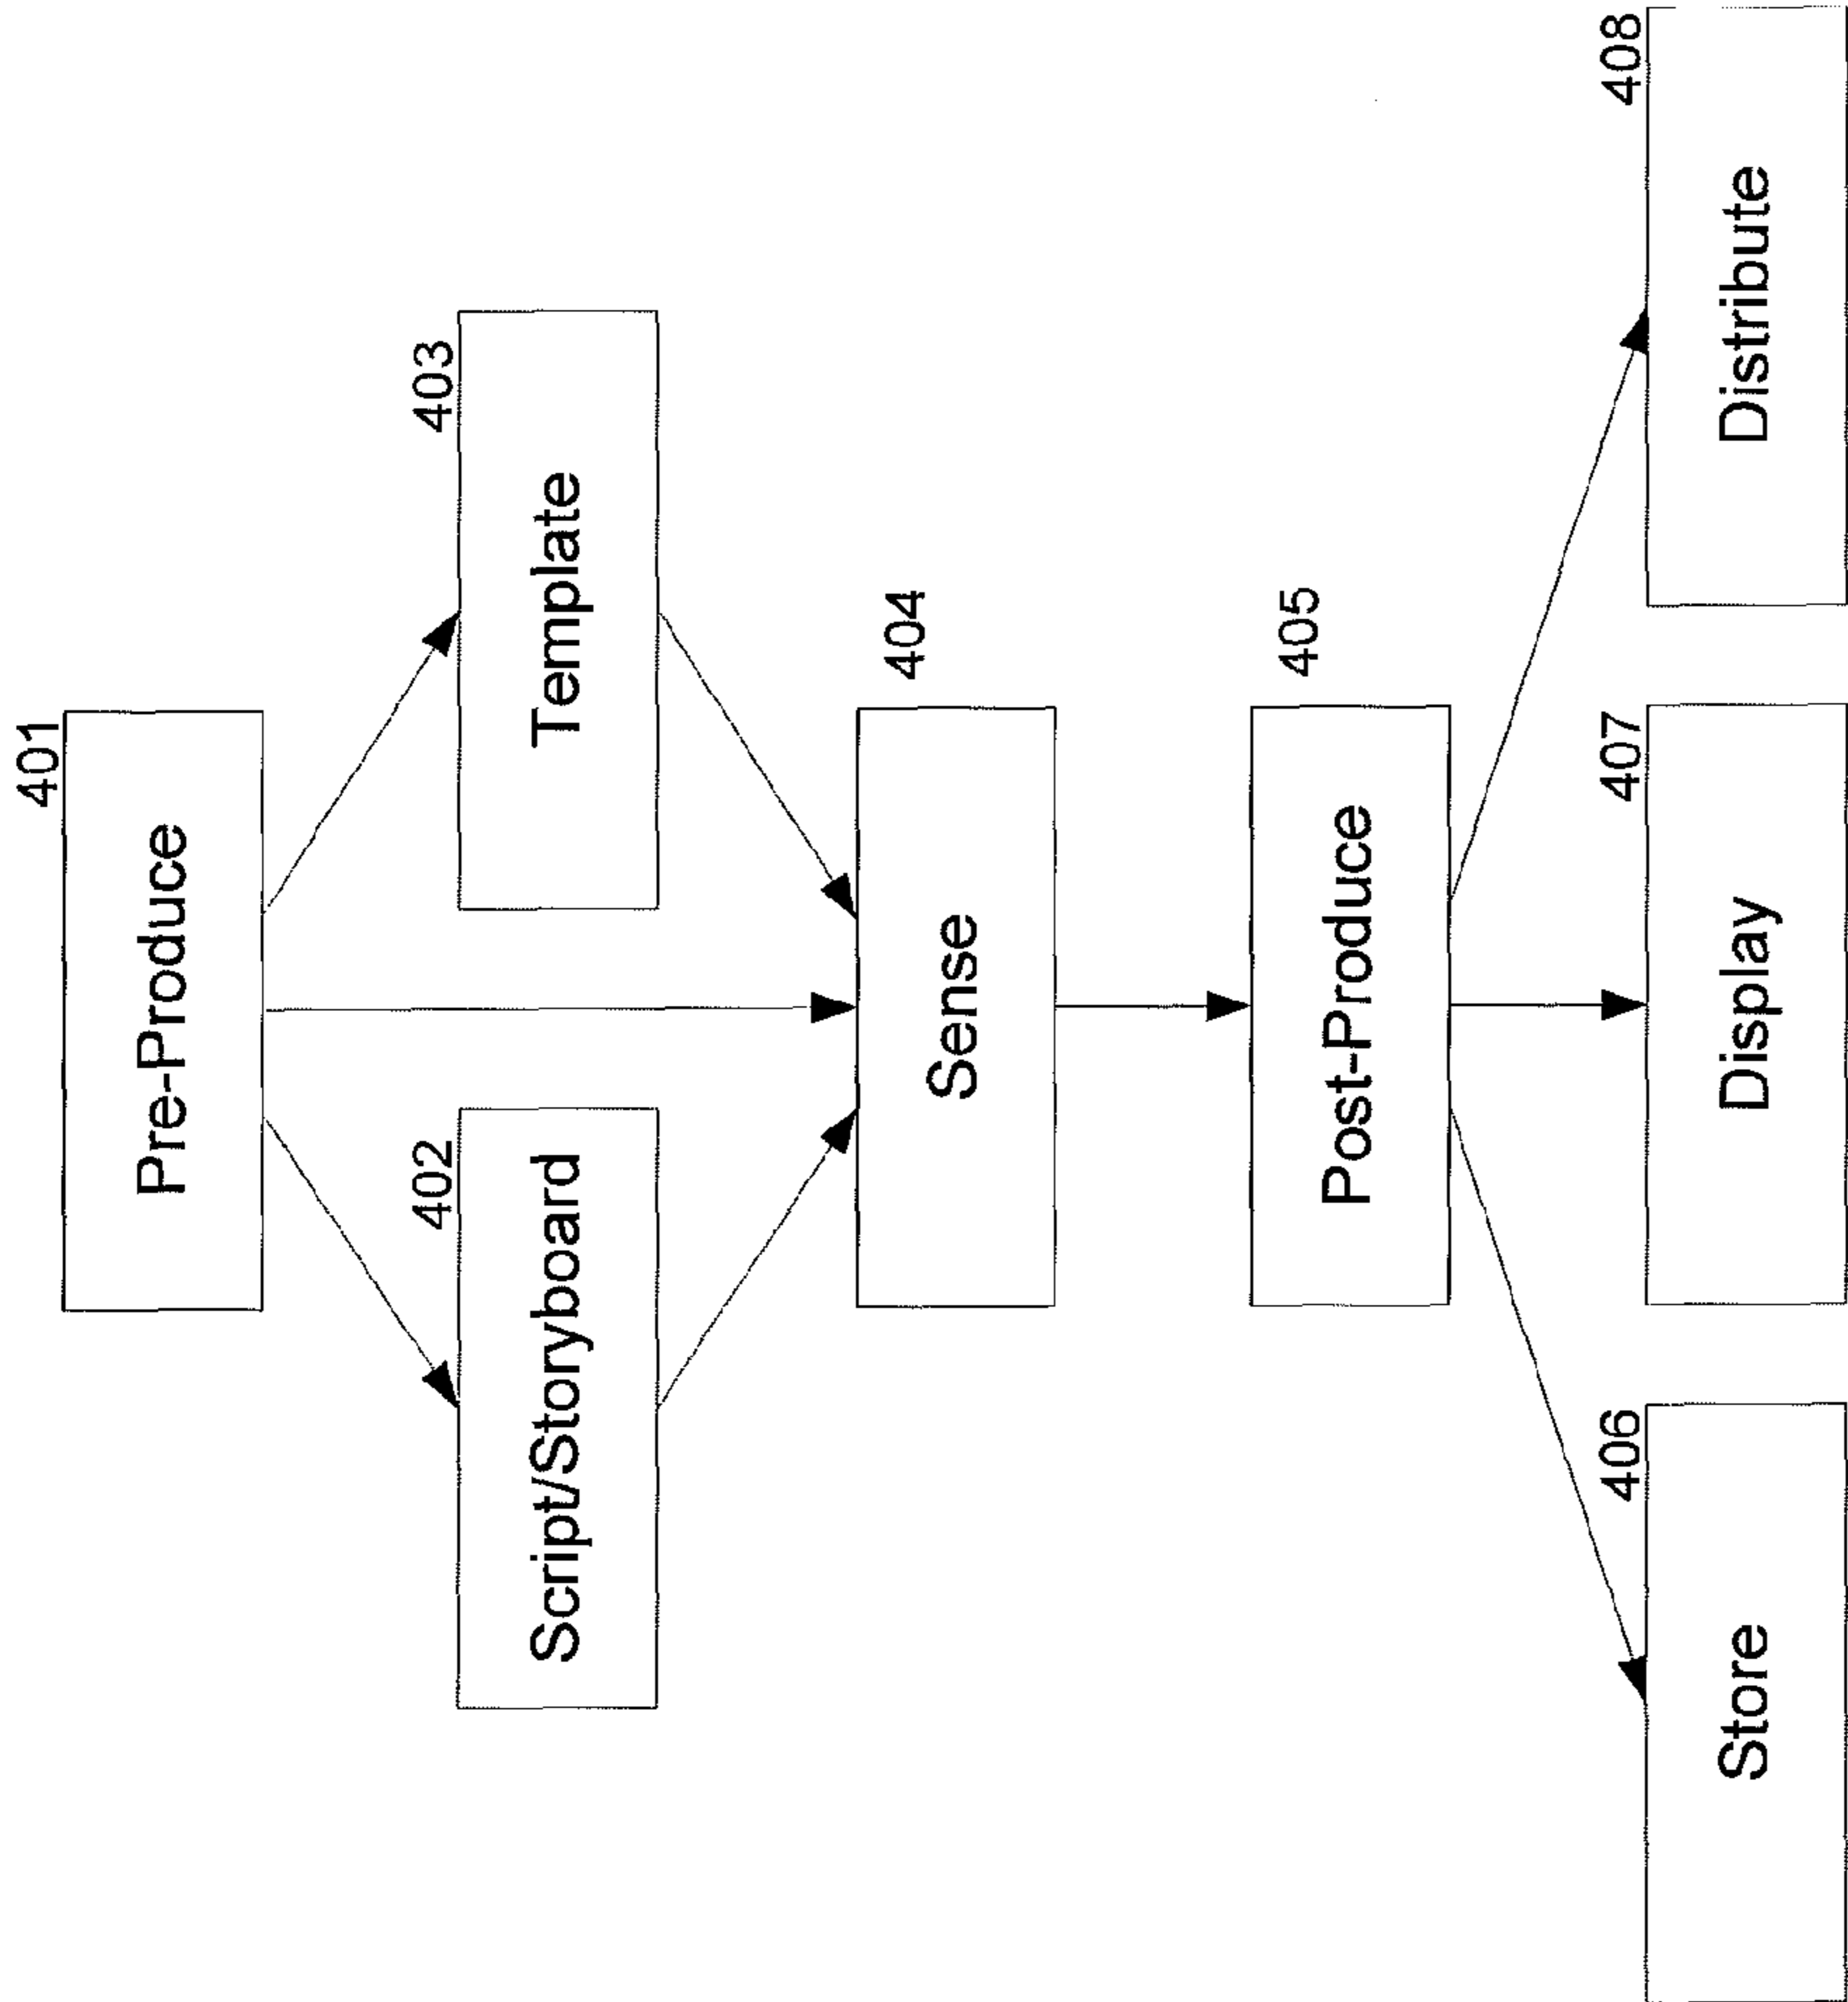 401
Pre-Produce
402
Script/Storyboard
403
Template
404
Sense
405
Post-Produce
406
Store
407
Display
408
Distribute